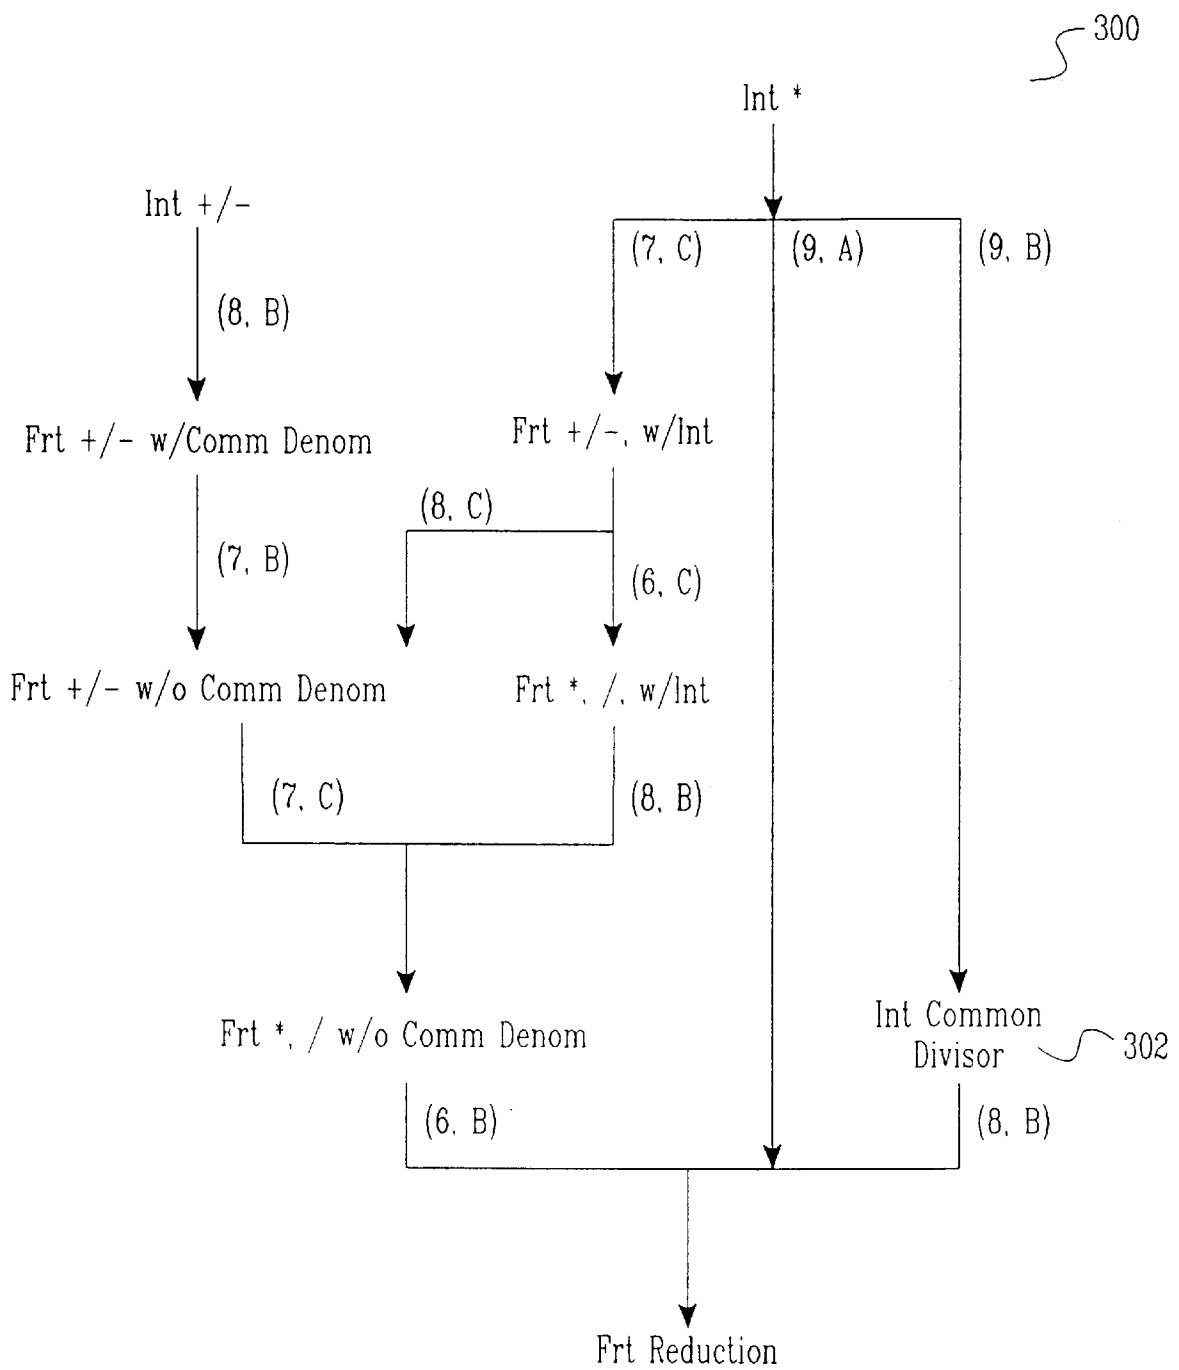 300
Int *
Int +/-
(7, C)
(9, A)
(9, B)
(8, B)
Frt +/- w/Comm Denom
Frt +/-, w/Int
(8, C)
(7, B)
(6, C)
Frt +/- w/o Comm Denom
Frt *, /, w/Int
(7, C)
(8, B)
Frt *, / w/o Comm Denom
Int Common
Divisor
302
(6, B)
(8, B)
Frt Reduction